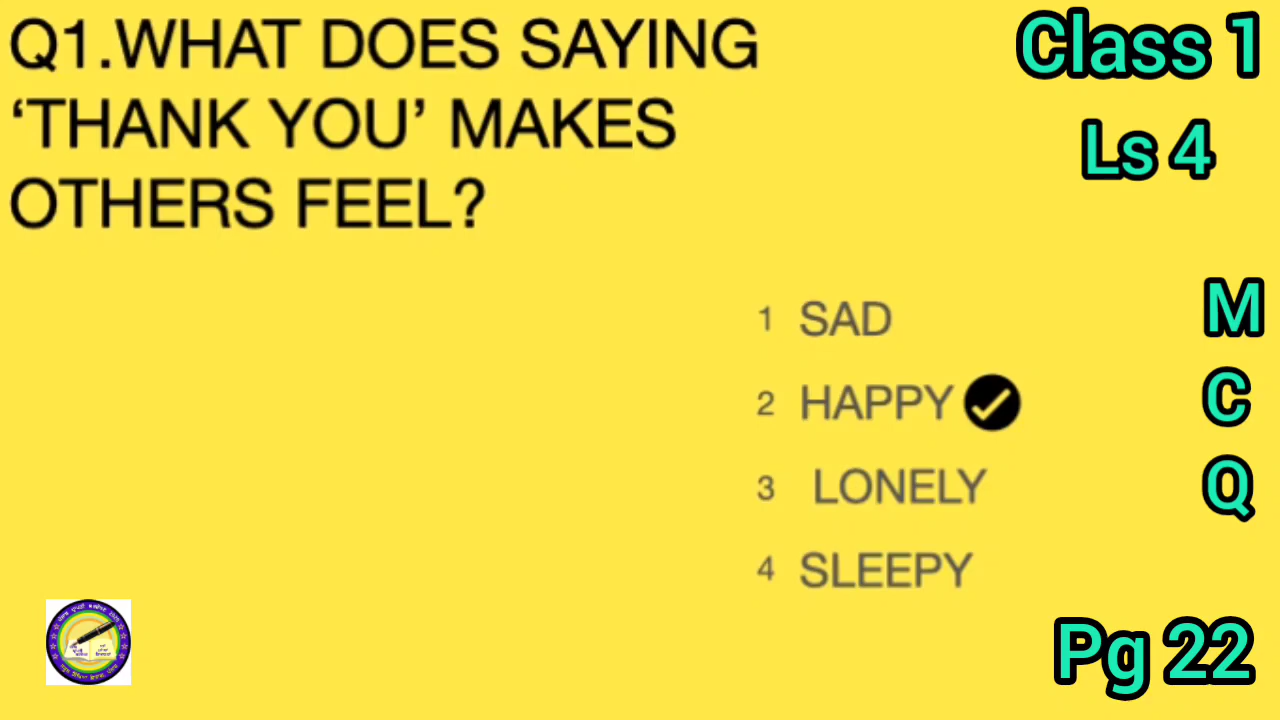 Q1.WHAT DOES SAYING
‘THANK YOU’ MAKES
OTHERS FEEL?
Class 1
Ls 4
1 SAD
2 HAPPY
3 LONELY
4 SLEEPY
M
C
Q
Pg 22